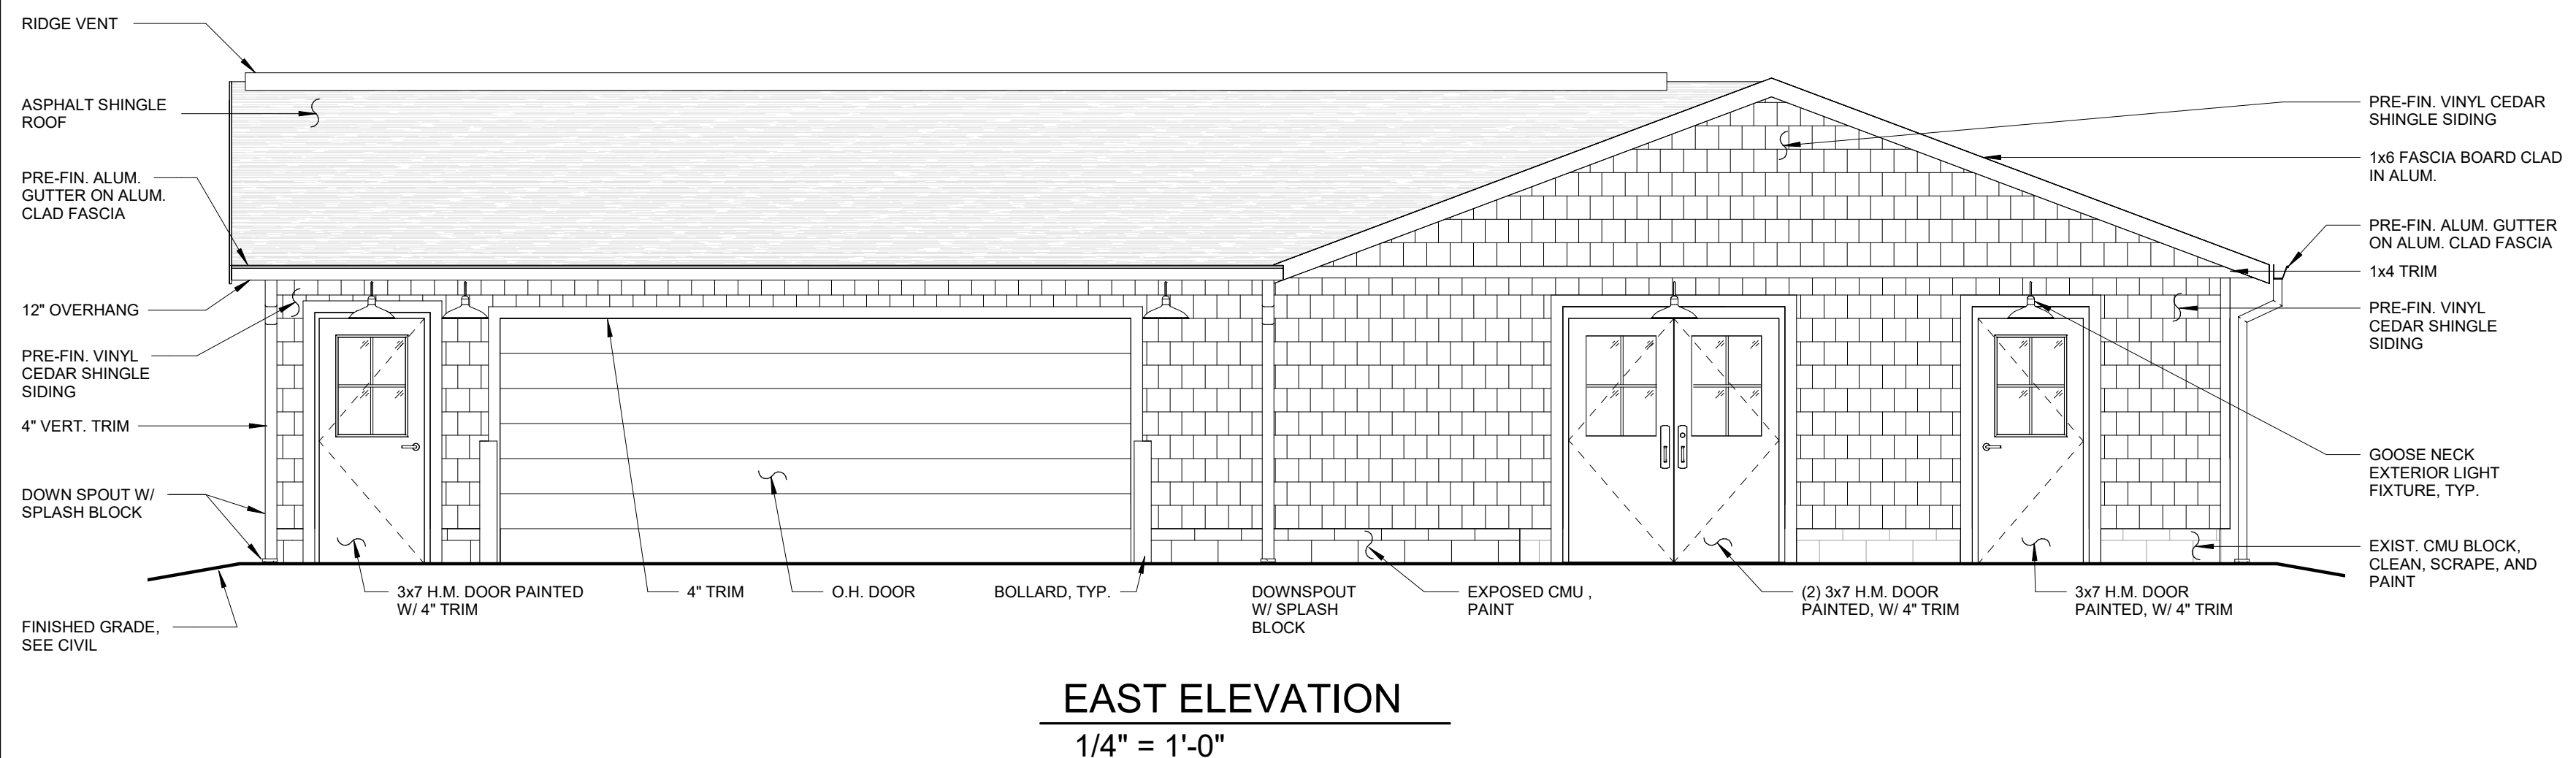 RIDGE VENT
ASPHALT SHINGLE
ROOF
PRE-FIN. ALUM.
GUTTER ON ALUM.
CLAD FASCIA
12" OVERHANG
PRE-FIN. VINYL
CEDAR SHINGLE
SIDING
4" VERT. TRIM
DOWN SPOUT W/
SPLASH BLOCK
FINISHED GRADE,
SEE CIVIL
3x7 H.M. DOOR PAINTED
W/ 4" TRIM
4" TRIM
O.H. DOOR
BOLLARD, TYP.
DOWNSPOUT
W/ SPLASH
BLOCK
EXPOSED CMU ,
PAINT
(2) 3x7 H.M. DOOR
PAINTED, W/ 4" TRIM
3x7 H.M. DOOR
PAINTED, W/ 4" TRIM
PRE-FIN. VINYL CEDAR
SHINGLE SIDING
1x6 FASCIA BOARD CLAD
IN ALUM.
PRE-FIN. ALUM. GUTTER
ON ALUM. CLAD FASCIA
1x4 TRIM
PRE-FIN. VINYL
CEDAR SHINGLE
SIDING
GOOSE NECK
EXTERIOR LIGHT
FIXTURE, TYP.
EXIST. CMU BLOCK,
CLEAN, SCRAPE, AND
PAINT
EAST ELEVATION
1/4" = 1'-0"